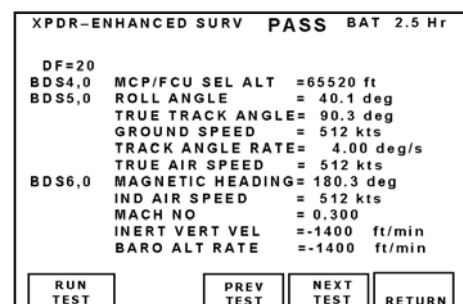 XPDR–ENHANCED SURV PASS BAT 2.5 Hr
DF=20
BDS4,0 MCP/FCU SEL ALT =65520 ft
BDS5,0 ROLL ANGLE = 40.1 deg
TRUE TRACK ANGLE= 90.3 deg
GROUND SPEED = 512 kts
TRACK ANGLE RATE= 4.00 deg/s
TRUE AIR SPEED = 512 kts
BDS6,0 MAGNETIC HEADING= 180.3 deg
IND AIR SPEED = 512 kts
MACH NO = 0.300
INERT VERT VEL =-1400 ft/min
BARO ALT RATE =-1400 ft/min
RUN TEST
PREV TEST
NEXT TEST
RETURN